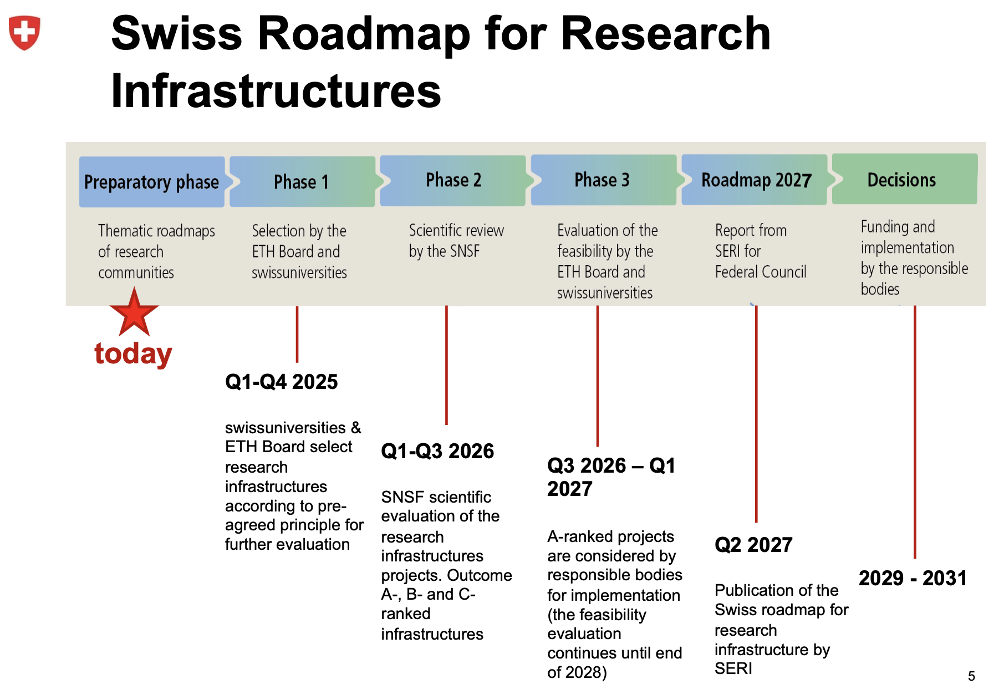 Swiss Roadmap for Research
Infrastructures
Preparatory phase
Thematic roadmaps
of research
communities
today
Phase 1
Selection by the
ETH Board and
swissuniversities
Q1-Q4 2025
swissuniversities &
ETH Board select
research
infrastructures
according to pre-
agreed principle for
further evaluation
Phase 2
Scientific review
by the SNSF
Q1-Q3 2026
SNSF scientific
evaluation of the
research
infrastructures
projects. Outcome
A-, B- and C-
ranked
infrastructures
Phase 3
Evaluation of the
feasibility by the
ETH Board and
swissuniversities
Q3 2026 – Q1
2027
A-ranked projects
are considered by
responsible bodies
for implementation
(the feasibility
evaluation
continues until end
of 2028)
Roadmap 2027
Report from
SERI for
Federal Council
Q2 2027
Publication of the
Swiss roadmap for
research
infrastructure by
SERI
Decisions
Funding and
implementation
by the responsible
bodies
2029 - 2031
5